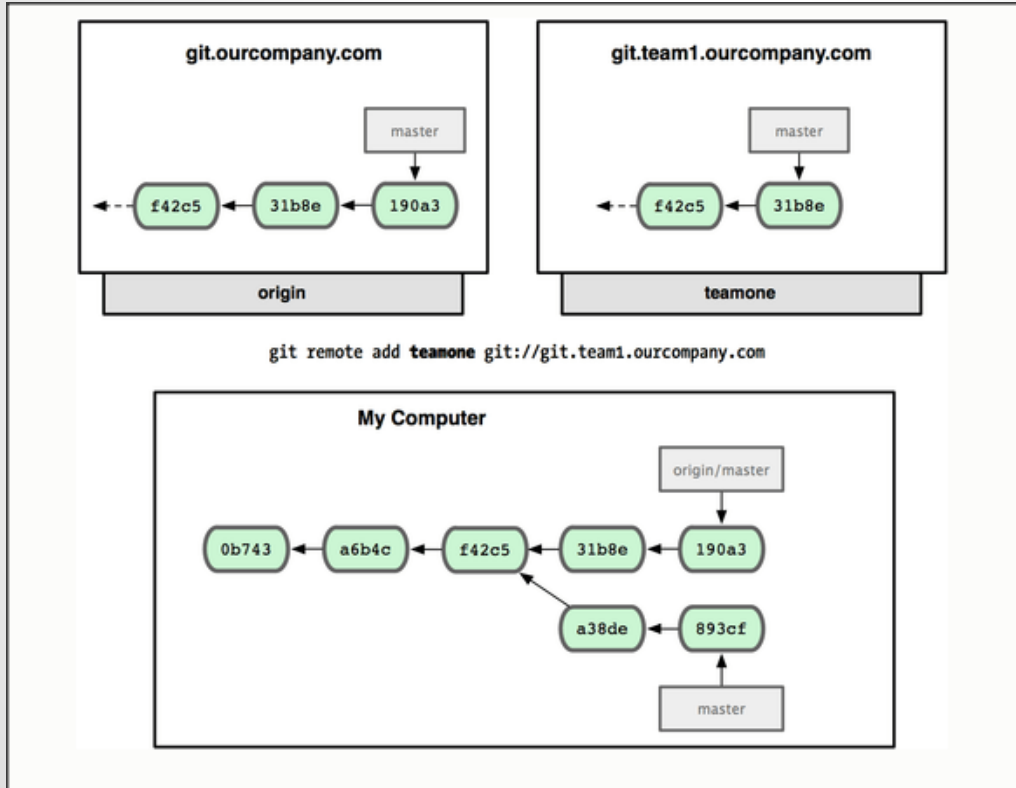 git.ourcompany.com
master
f42c5 31b8e 190a3
origin
git.team1.ourcompany.com
master
f42c5 31b8e
teamone
git remote add teamone git://git.team1.ourcompany.com
My Computer
origin/master
0b743 a6b4c f42c5 31b8e 190a3
a38de 893cf
master